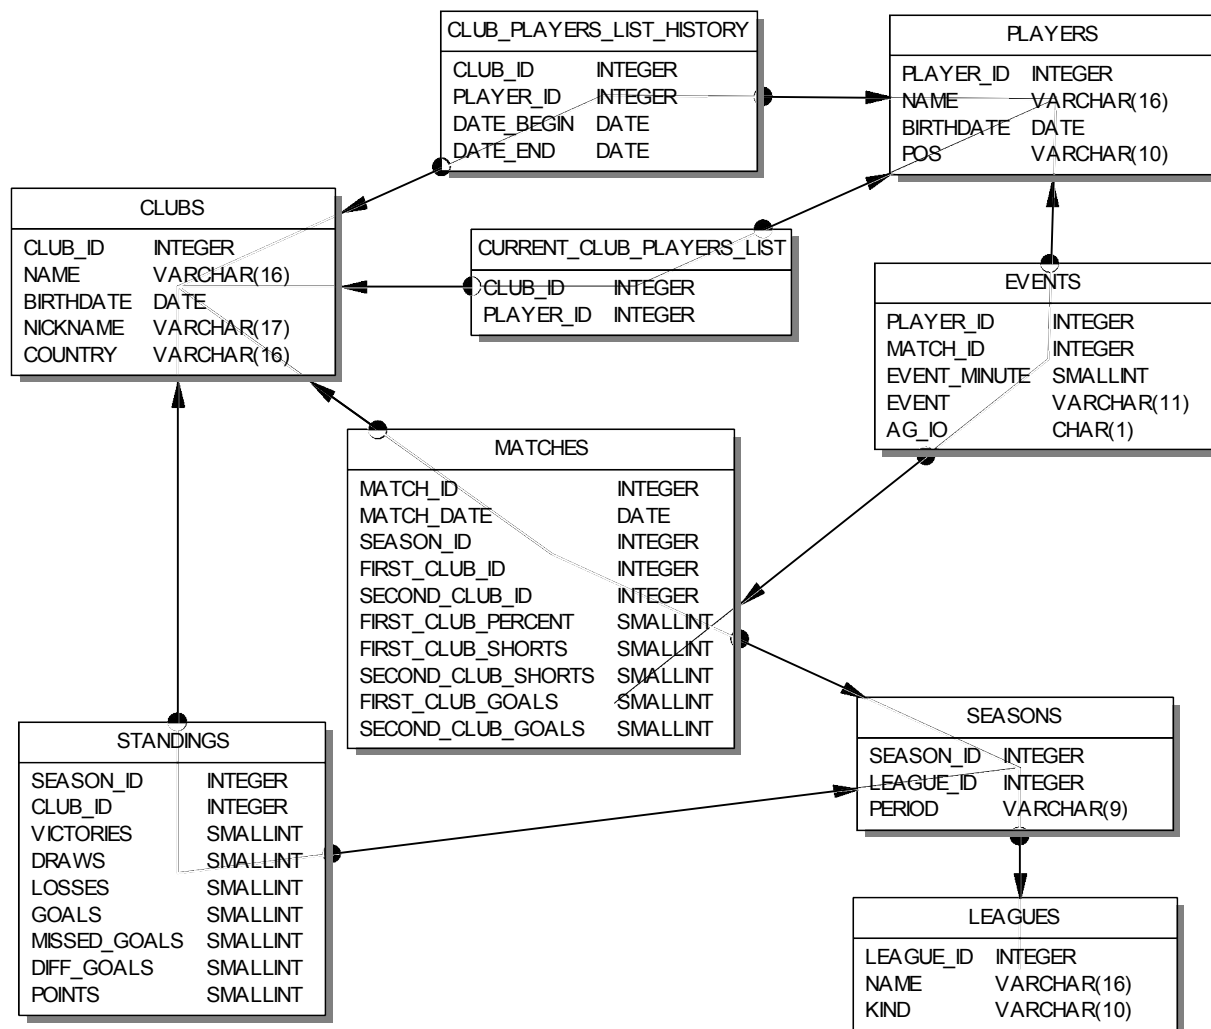 CLUB_PLAYERS_LIST_HISTORY
CLUB_ID INTEGER
PLAYER_ID INTEGER
DATE_BEGIN DATE
DATE_END DATE
PLAYERS
PLAYER_ID INTEGER
NAME VARCHAR(16)
BIRTHDATE DATE
POS VARCHAR(10)
CLUBS
CLUB_ID INTEGER
NAME VARCHAR(16)
BIRTHDATE DATE
NICKNAME VARCHAR(17)
COUNTRY VARCHAR(16)
CURRENT_CLUB_PLAYERS_LIST
CLUB_ID INTEGER
PLAYER_ID INTEGER
EVENTS
PLAYER_ID INTEGER
MATCH_ID INTEGER
EVENT_MINUTE SMALLINT
EVENT VARCHAR(11)
AG_IO CHAR(1)
MATCHES
MATCH_ID INTEGER
MATCH_DATE DATE
SEASON_ID INTEGER
FIRST_CLUB_ID INTEGER
SECOND_CLUB_ID INTEGER
FIRST_CLUB_PERCENT SMALLINT
FIRST_CLUB_SHORTS SMALLINT
SECOND_CLUB_SHORTS SMALLINT
FIRST_CLUB_GOALS SMALLINT
SECOND_CLUB_GOALS SMALLINT
STANDINGS
SEASON_ID INTEGER
CLUB_ID INTEGER
VICTORIES SMALLINT
DRAWS SMALLINT
LOSSES SMALLINT
GOALS SMALLINT
MISSED_GOALS SMALLINT
DIFF_GOALS SMALLINT
POINTS SMALLINT
SEASONS
SEASON_ID INTEGER
LEAGUE_ID INTEGER
PERIOD VARCHAR(9)
LEAGUES
LEAGUE_ID INTEGER
NAME VARCHAR(16)
KIND VARCHAR(10)